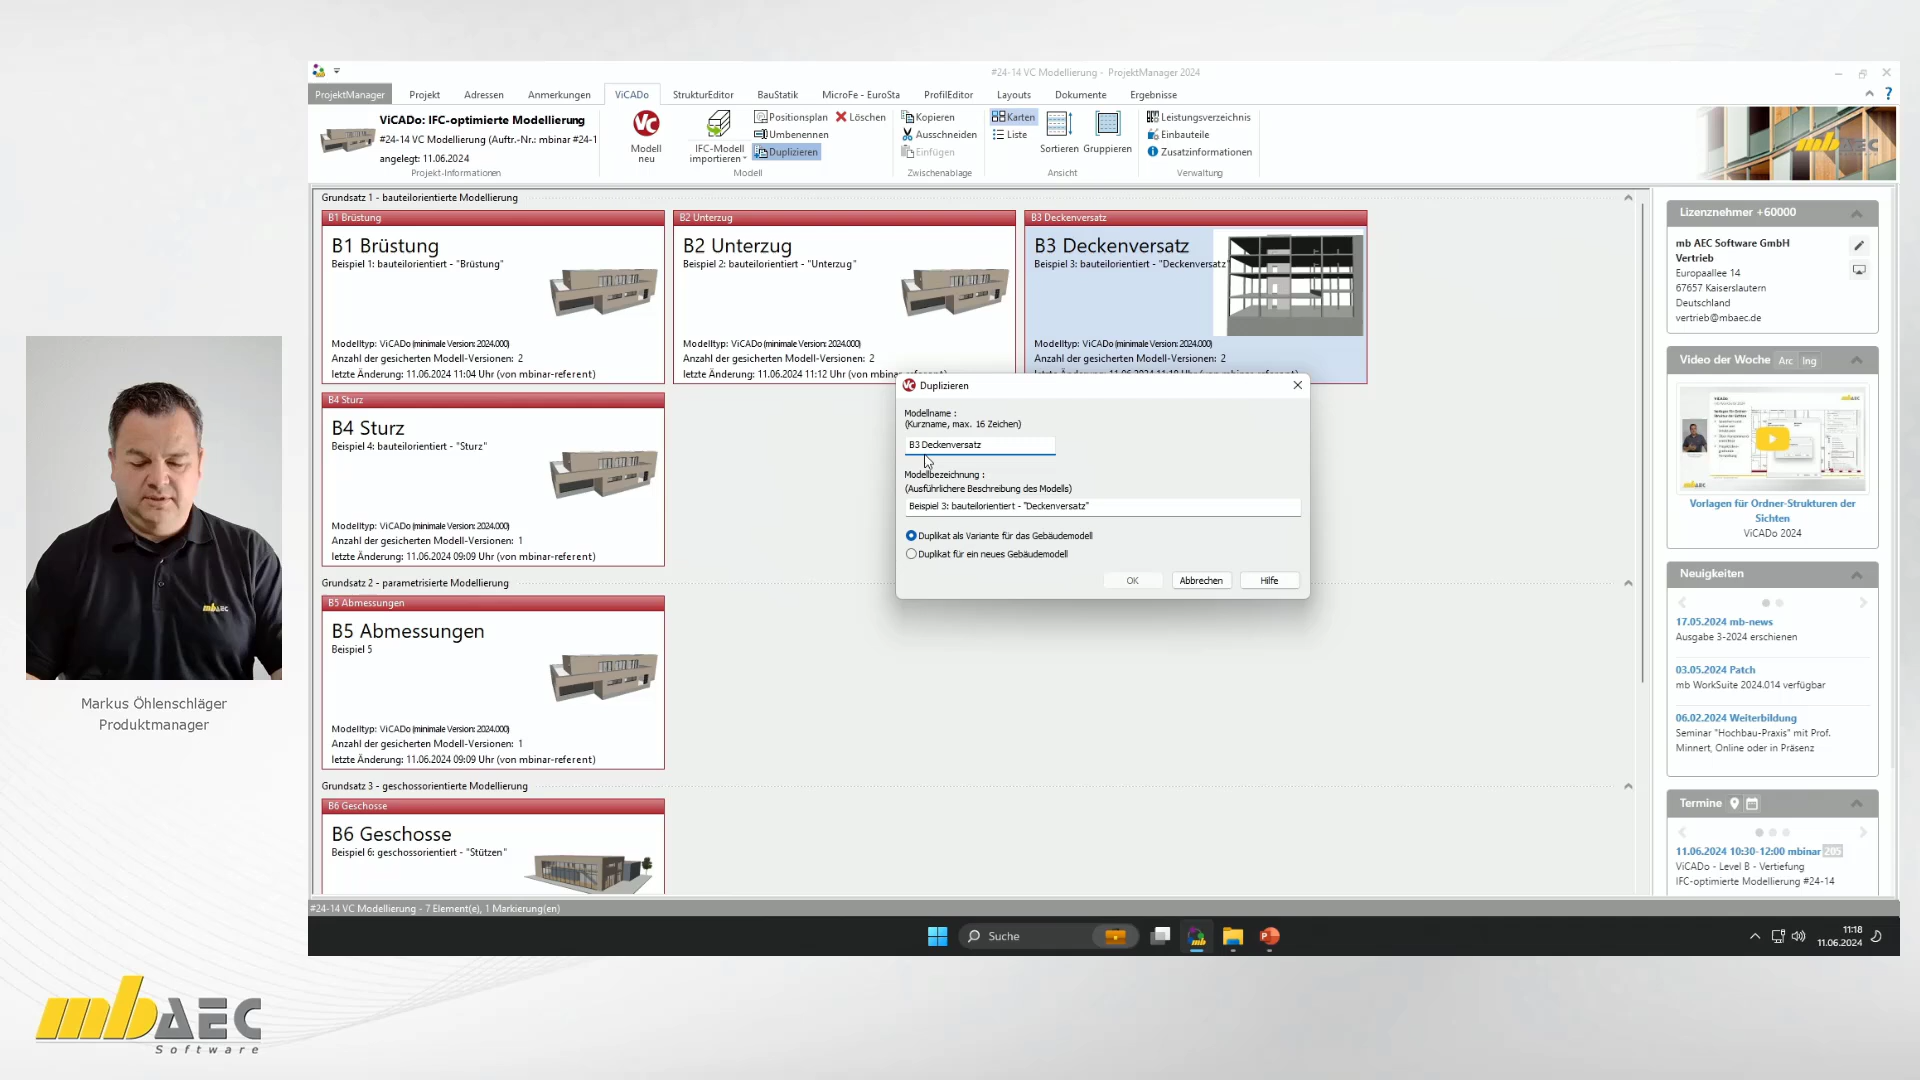 #24-14 VC Modellierung - ProjektManager 2024
ProjektManager Projekt Adressen Anmerkungen ViCADo StrukturEditor BauStatik MicroFe - EuroSta ProfilEditor Layouts Dokumente Ergebnisse
ViCADo: IFC-optimierte Modellierung
#24-14 VC Modellierung (Auftr.-Nr.: mbinar #24-1
angelegt: 11.06.2024
Projekt-Informationen
Modell
neu
IFC-Modell
importieren
Positionsplan
Umbenennen
Duplizieren
Löschen
Modell
Kopieren
Ausschneiden
Einfügen
Zwischenablage
Karten
Liste
Sortieren Gruppieren
Ansicht
Leistungsverzeichnis
Einbauteile
Zusatzinformationen
Verwaltung
mbAEC
Grundsatz 1 - bauteilorientierte Modellierung
B1 Brüstung
B1 Brüstung
Beispiel 1: bauteilorientiert - "Brüstung"
Modelltyp: ViCADo (minimale Version: 2024.000)
Anzahl der gesicherten Modell-Versionen: 2
letzte Änderung: 11.06.2024 11:04 Uhr (von mbinar-referent)
B2 Unterzug
B2 Unterzug
Beispiel 2: bauteilorientiert - "Unterzug"
Modelltyp: ViCADo (minimale Version: 2024.000)
Anzahl der gesicherten Modell-Versionen: 2
letzte Änderung: 11.06.2024 11:12 Uhr (von mbinar-referent)
B3 Deckenversatz
B3 Deckenversatz
Beispiel 3: bauteilorientiert - "Deckenversatz"
Modelltyp: ViCADo (minimale Version: 2024.000)
Anzahl der gesicherten Modell-Versionen: 2
B4 Sturz
B4 Sturz
Beispiel 4: bauteilorientiert - "Sturz"
Modelltyp: ViCADo (minimale Version: 2024.000)
Anzahl der gesicherten Modell-Versionen: 1
letzte Änderung: 11.06.2024 09:09 Uhr (von mbinar-referent)
Duplizieren
Modellname :
(Kurzname, max. 16 Zeichen)
B3 Deckenversatz
Modellbezeichnung :
(Ausführlichere Beschreibung des Modells)
Beispiel 3: bauteilorientiert - "Deckenversatz"
Duplikat als Variante für das Gebäudemodell
Duplikat für ein neues Gebäudemodell
OK Abbrechen Hilfe
Grundsatz 2 - parametrisierte Modellierung
B5 Abmessungen
B5 Abmessungen
Beispiel 5
Modelltyp: ViCADo (minimale Version: 2024.000)
Anzahl der gesicherten Modell-Versionen: 1
letzte Änderung: 11.06.2024 09:09 Uhr (von mbinar-referent)
Grundsatz 3 - geschossorientierte Modellierung
B6 Geschosse
B6 Geschosse
Beispiel 6: geschossorientiert - "Stützen"
#24-14 VC Modellierung - 7 Element(e), 1 Markierung(en)
Lizenznehmer +60000
mb AEC Software GmbH
Vertrieb
Europaallee 14
67657 Kaiserslautern
Deutschland
vertrieb@mbaec.de
Video der Woche Arc Ing
Vorlagen für Ordner-Strukturen der
Sichten
ViCADo 2024
Neuigkeiten
17.05.2024 mb-news
Ausgabe 3-2024 erschienen
03.05.2024 Patch
mb WorkSuite 2024.014 verfügbar
06.02.2024 Weiterbildung
Seminar "Hochbau-Praxis" mit Prof.
Minnert, Online oder in Präsenz
Termine
11.06.2024 10:30-12:00 mbinar 205
ViCADo - Level B - Vertiefung
IFC-optimierte Modellierung #24-14
Suche
11:18
11.06.2024
mbAEC
Markus Öhlenschläger
Produktmanager
mbAEC
Software